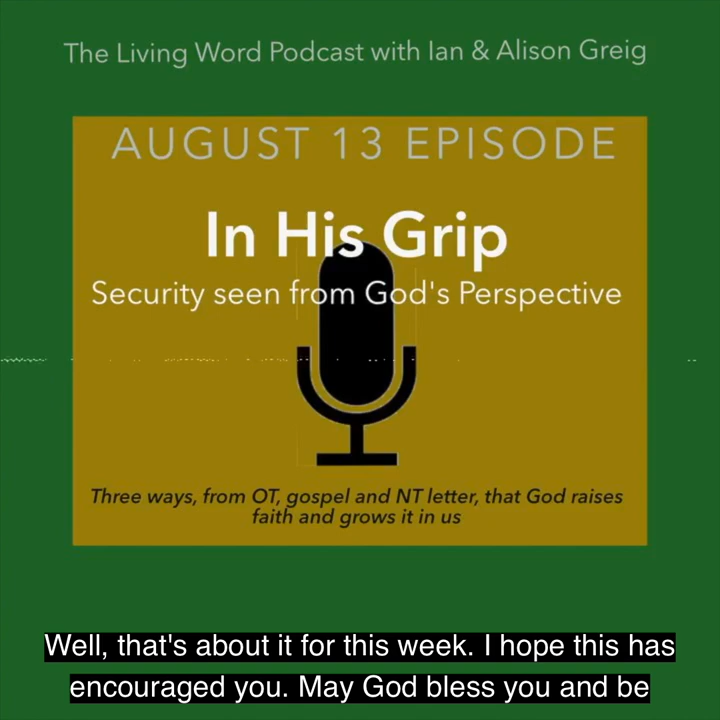 The Living Word Podcast with Ian & Alison Greig
AUGUST 13 EPISODE
In His Grip
Security seen from God's Perspective
Three ways, from OT, gospel and NT letter, that God raises
faith and grows it in us
Well, that's about it for this week. I hope this has
encouraged you. May God bless you and be